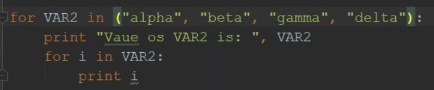 for VAR2 in ("alpha", "beta", "gamma", "delta"):
    print "Vaue os VAR2 is: ", VAR2
    for i in VAR2:
        print i